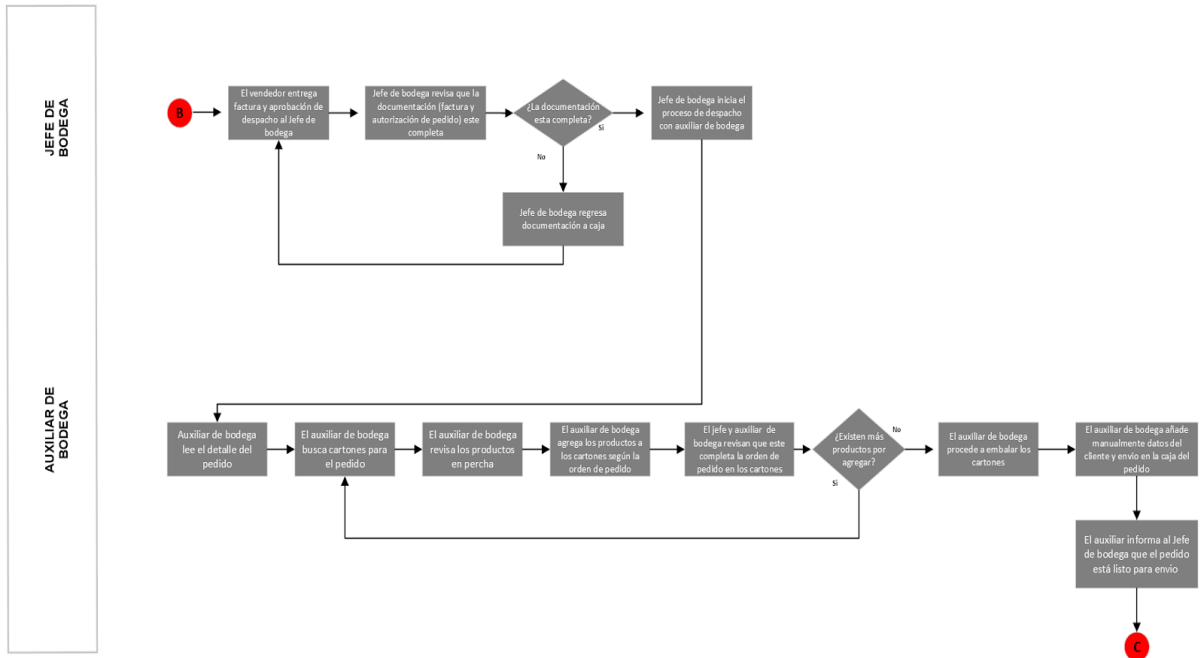 JEFE DE
BODEGA
B
El vendedor entrega
factura y aprobación de
despacho al Jefe de
bodega
Jefe de bodega revisa que la
documentación (factura y
autorización de pedido) este
completa
¿La documentación
esta completa?
Si
No
Jefe de bodega inicia el
proceso de despacho
con auxiliar de bodega
Jefe de bodega regresa
documentación a caja
AUXILIAR DE
BODEGA
Auxiliar de bodega
lee el detalle del
pedido
El auxiliar de bodega
busca cartones para
el pedido
El auxiliar de bodega
revisa los productos
en percha
El auxiliar de bodega
agrega los productos a
los cartones según la
orden de pedido
El jefe y auxiliar de
bodega revisan que este
completa la orden de
pedido en los cartones
¿Existen más
productos por
agregar?
No
Si
El auxiliar de bodega
procede a embalar los
cartones
El auxiliar de bodega añade
manualmente datos del
cliente y envio en la caja del
pedido
El auxiliar informa al Jefe
de bodega que el pedido
está listo para envio
C